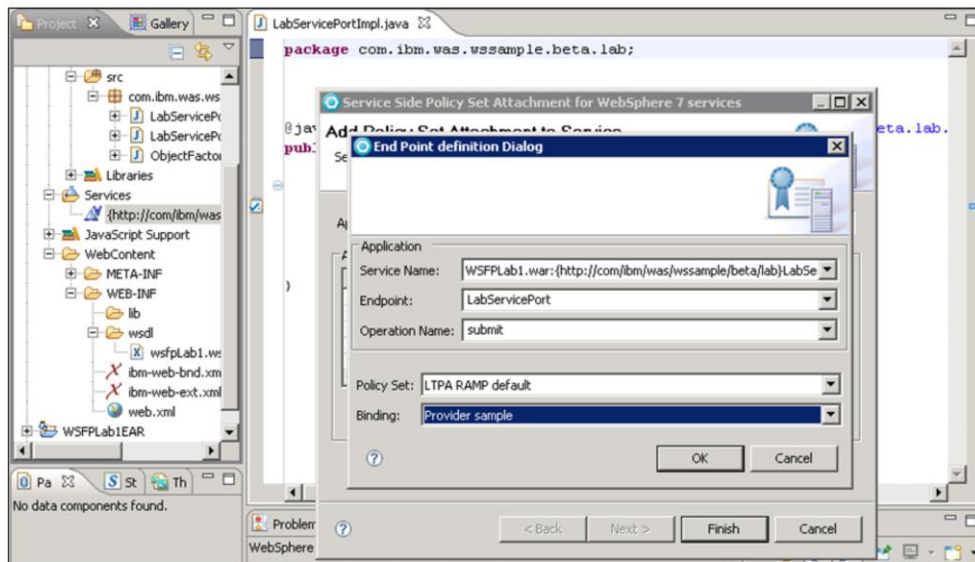 Project
Gallery
src
com.ibm.was.ws
LabServicePo
LabServicePo
ObjectFactor
Libraries
Services
{http://com/ibm/was
JavaScript Support
WebContent
META-INF
WEB-INF
lib
wsdl
wsfpLab1.ws
ibm-web-bnd.xm
ibm-web-ext.xml
web.xml
WSFPLab1EAR
Pa
St
Th
No data components found.
LabServicePortImpl.java
package com.ibm.was.wssample.beta.lab;
@jav
eta.lab.
publ
}
Service Side Policy Set Attachment for WebSphere 7 services
Add Policy Set Attachment to Service
Se
End Point definition Dialog
Application
Service Name: WSFPLab1.war:{http://com/ibm/was/wssample/beta/lab}LabSe
Endpoint: LabServicePort
Operation Name: submit
Policy Set: LTPA RAMP default
Binding: Provider sample
OK
Cancel
< Back
Next >
Finish
Cancel
Problem
WebSphere